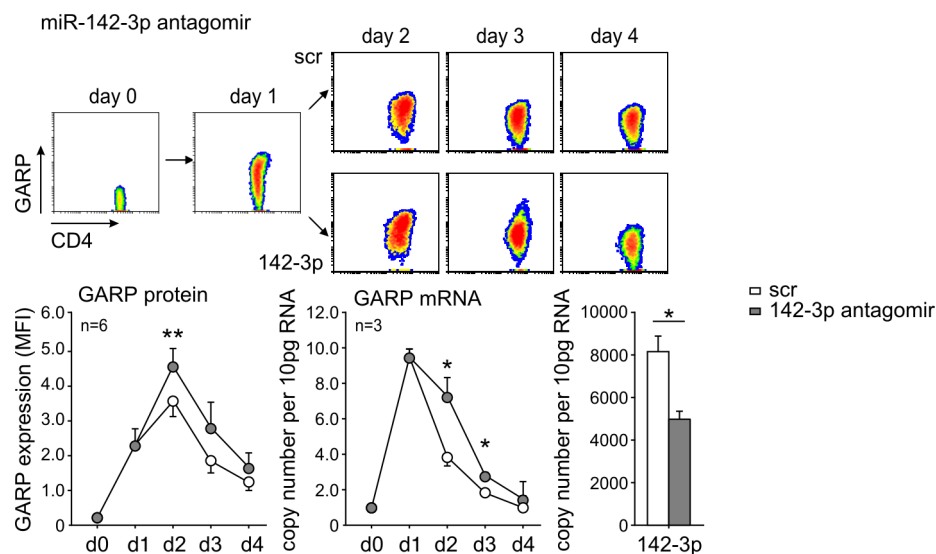 miR-142-3p antagomir
day 2 day 3 day 4
scr
day 0 day 1
GARP
CD4
142-3p
GARP protein
n=6
GARP expression (MFI)
6.0
5.0
4.0
3.0
2.0
1.0
0
**
d0 d1 d2 d3 d4
GARP mRNA
n=3
copy number per 10pg RNA
12.0
10.0
8.0
6.0
4.0
2.0
0
*
*
d0 d1 d2 d3 d4
copy number per 10pg RNA
10000
8000
6000
4000
2000
0
*
142-3p
scr
142-3p antagomir